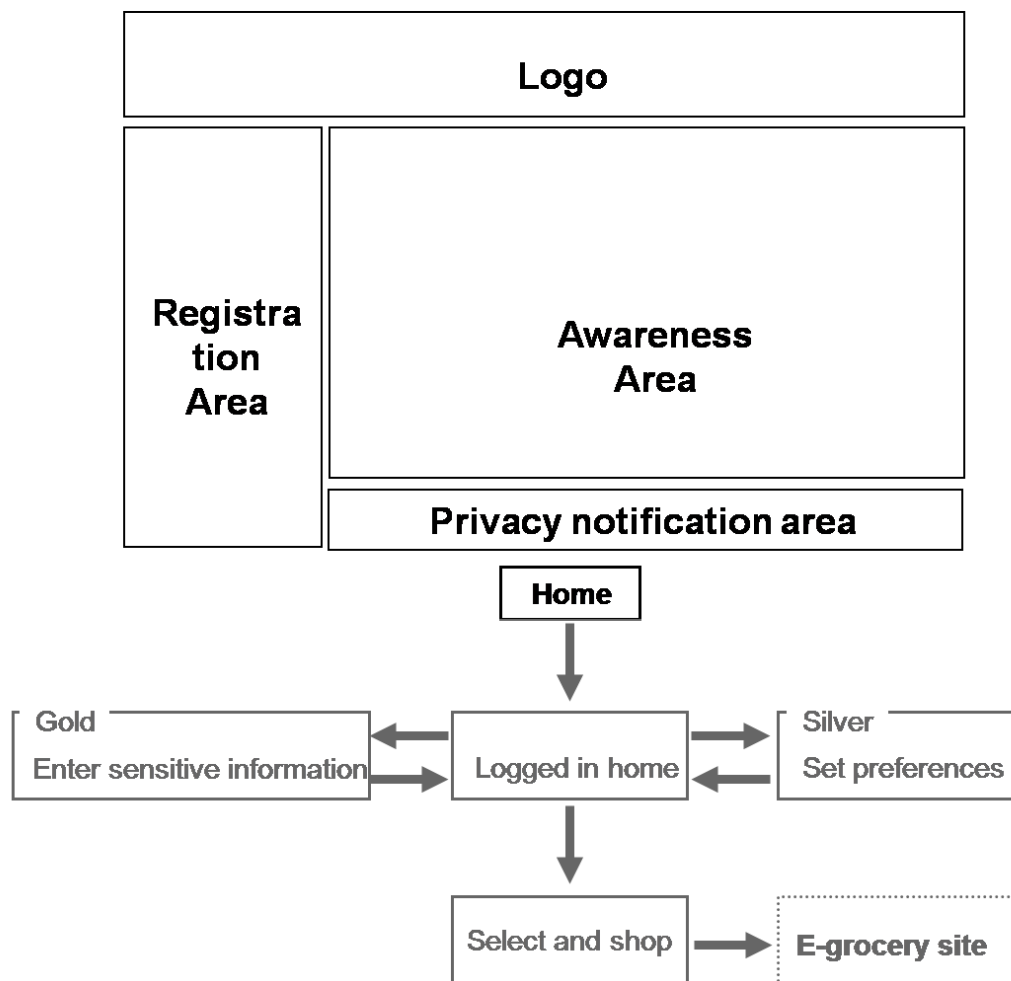 Logo
Registra
tion
Area
Awareness
Area
Privacy notification area
Home
Gold
Enter sensitive information
Logged in home
Silver
Set preferences
Select and shop
E-grocery site